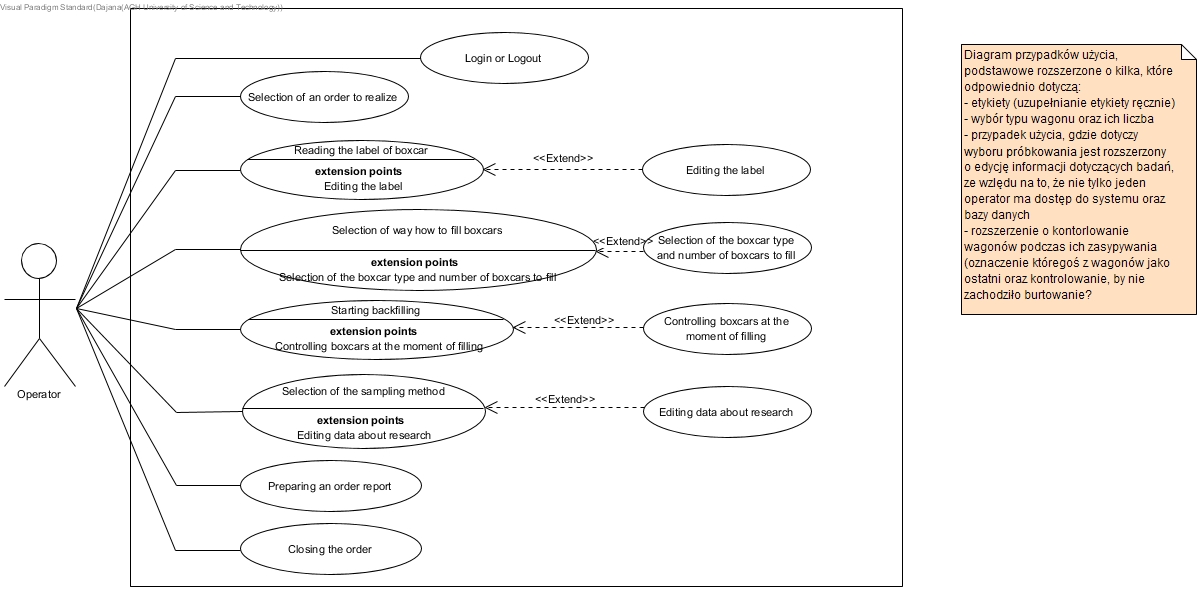 Visual Paradigm Standard(Dajana(AGH University of Science and Technology))
Login or Logout
Selection of an order to realize
Reading the label of boxcar
extension points
Editing the label
<<Extend>>
Editing the label
Selection of way how to fill boxcars
extension points
Selection of the boxcar type and number of boxcars to fill
<<Extend>>
Selection of the boxcar type
and number of boxcars to fill
Starting backfilling
extension points
Controlling boxcars at the moment of filling
<<Extend>>
Controlling boxcars at the
moment of filling
Selection of the sampling method
extension points
Editing data about research
<<Extend>>
Editing data about research
Preparing an order report
Closing the order
Operator
Diagram przypadków użycia,
podstawowe rozszerzone o kilka, które
odpowiednio dotyczą:
- etykiety (uzupełnianie etykiety ręcznie)
- wybór typu wagonu oraz ich liczba
- przypadek użycia, gdzie dotyczy
wyboru próbkowania jest rozszerzony
o edycję informacji dotyczących badań,
ze wzlędu na to, że nie tylko jeden
operator ma dostęp do systemu oraz
bazy danych
- rozszerzenie o kontorlowanie
wagonów podczas ich zasypywania
(oznaczenie któregoś z wagonów jako
ostatni oraz kontrolowanie, by nie
zachodziło burtowanie?